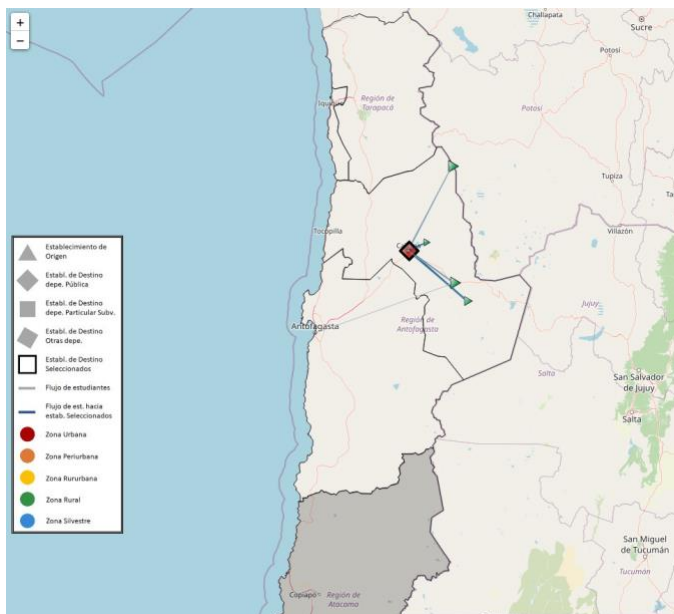 +
−
Challapata
Sucre
Potosí
Región de
Tarapacá
Potosí
Tupiza
Tocopilla
Villazón
Establecimiento de
Origen
Establ. de Destino
depe. Pública
Establ. de Destino
depe. Particular Subv.
Establ. de Destino
Otras depe.
Establ. de Destino
Seleccionados
Flujo de estudiantes
Flujo de est. hacia
estab. Seleccionados
Zona Urbana
Zona Periurbana
Zona Rururbana
Zona Rural
Zona Silvestre
Antofagasta
Región de
Antofagasta
Jujuy
Salta
San Salvador
de Jujuy
Salta
San Miguel
de Tucumán
Tucumán
Copiapó
Región de
Atacama